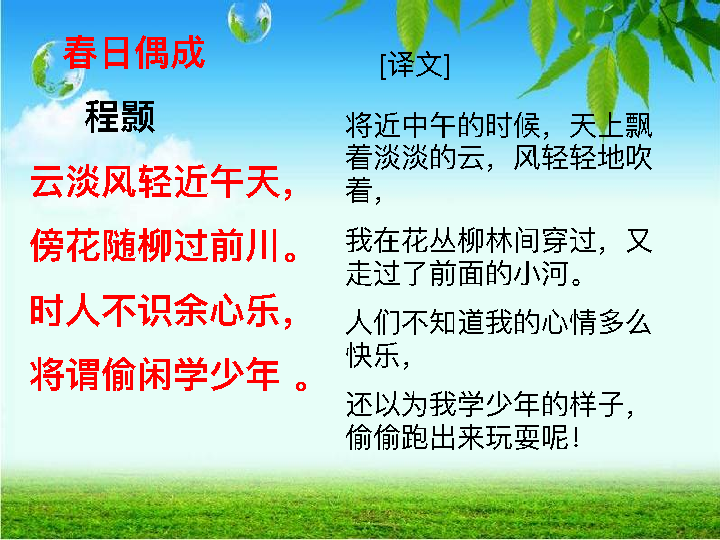 春日偶成
程颢
云淡风轻近午天，
傍花随柳过前川。
时人不识余心乐，
将谓偷闲学少年 。
[译文]
将近中午的时候，天上飘
着淡淡的云，风轻轻地吹
着，
我在花丛柳林间穿过，又
走过了前面的小河。
人们不知道我的心情多么
快乐，
还以为我学少年的样子，
偷偷跑出来玩耍呢！